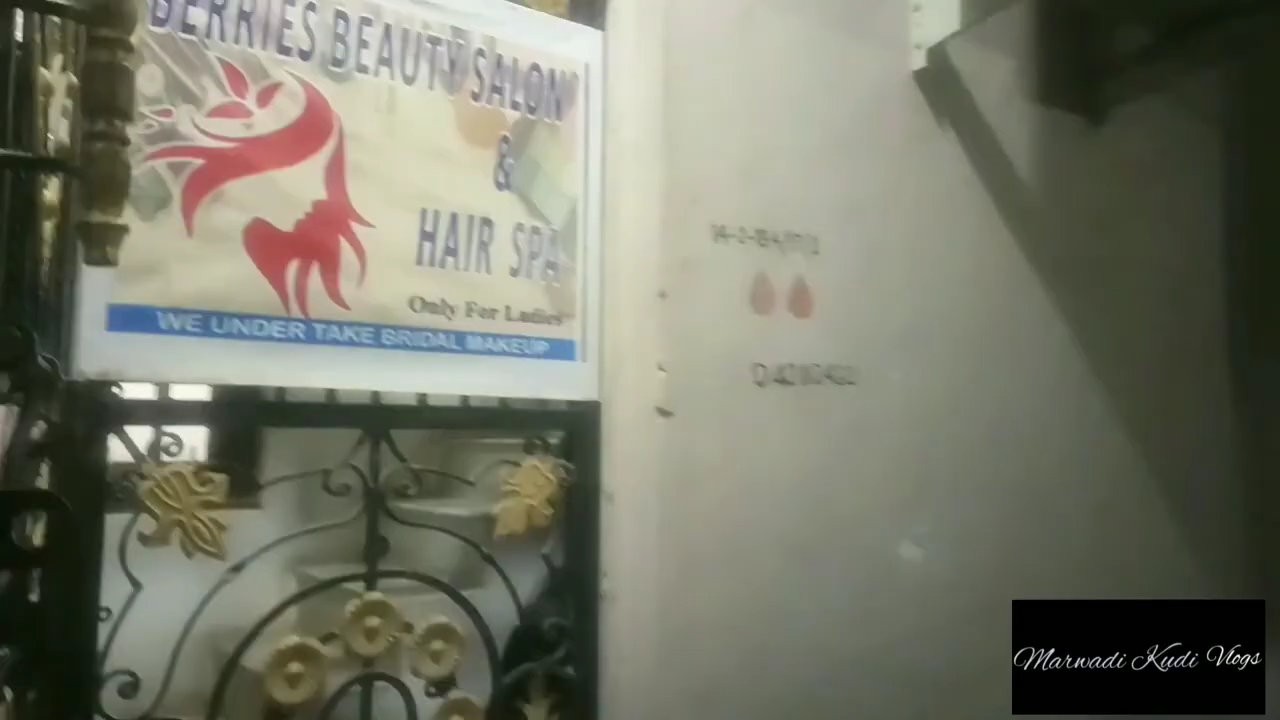 BERRIES BEAUTY SALON
&
HAIR SPA
Only For Ladies
WE UNDER TAKE BRIDAL MAKEUP
Marwadi Kudi Vlogs